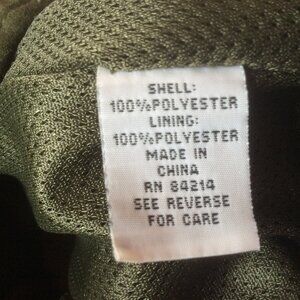 SHELL:
100%POLYESTER
LINING:
100%POLYESTER
MADE IN
CHINA
RN 84214
SEE REVERSE
FOR CARE